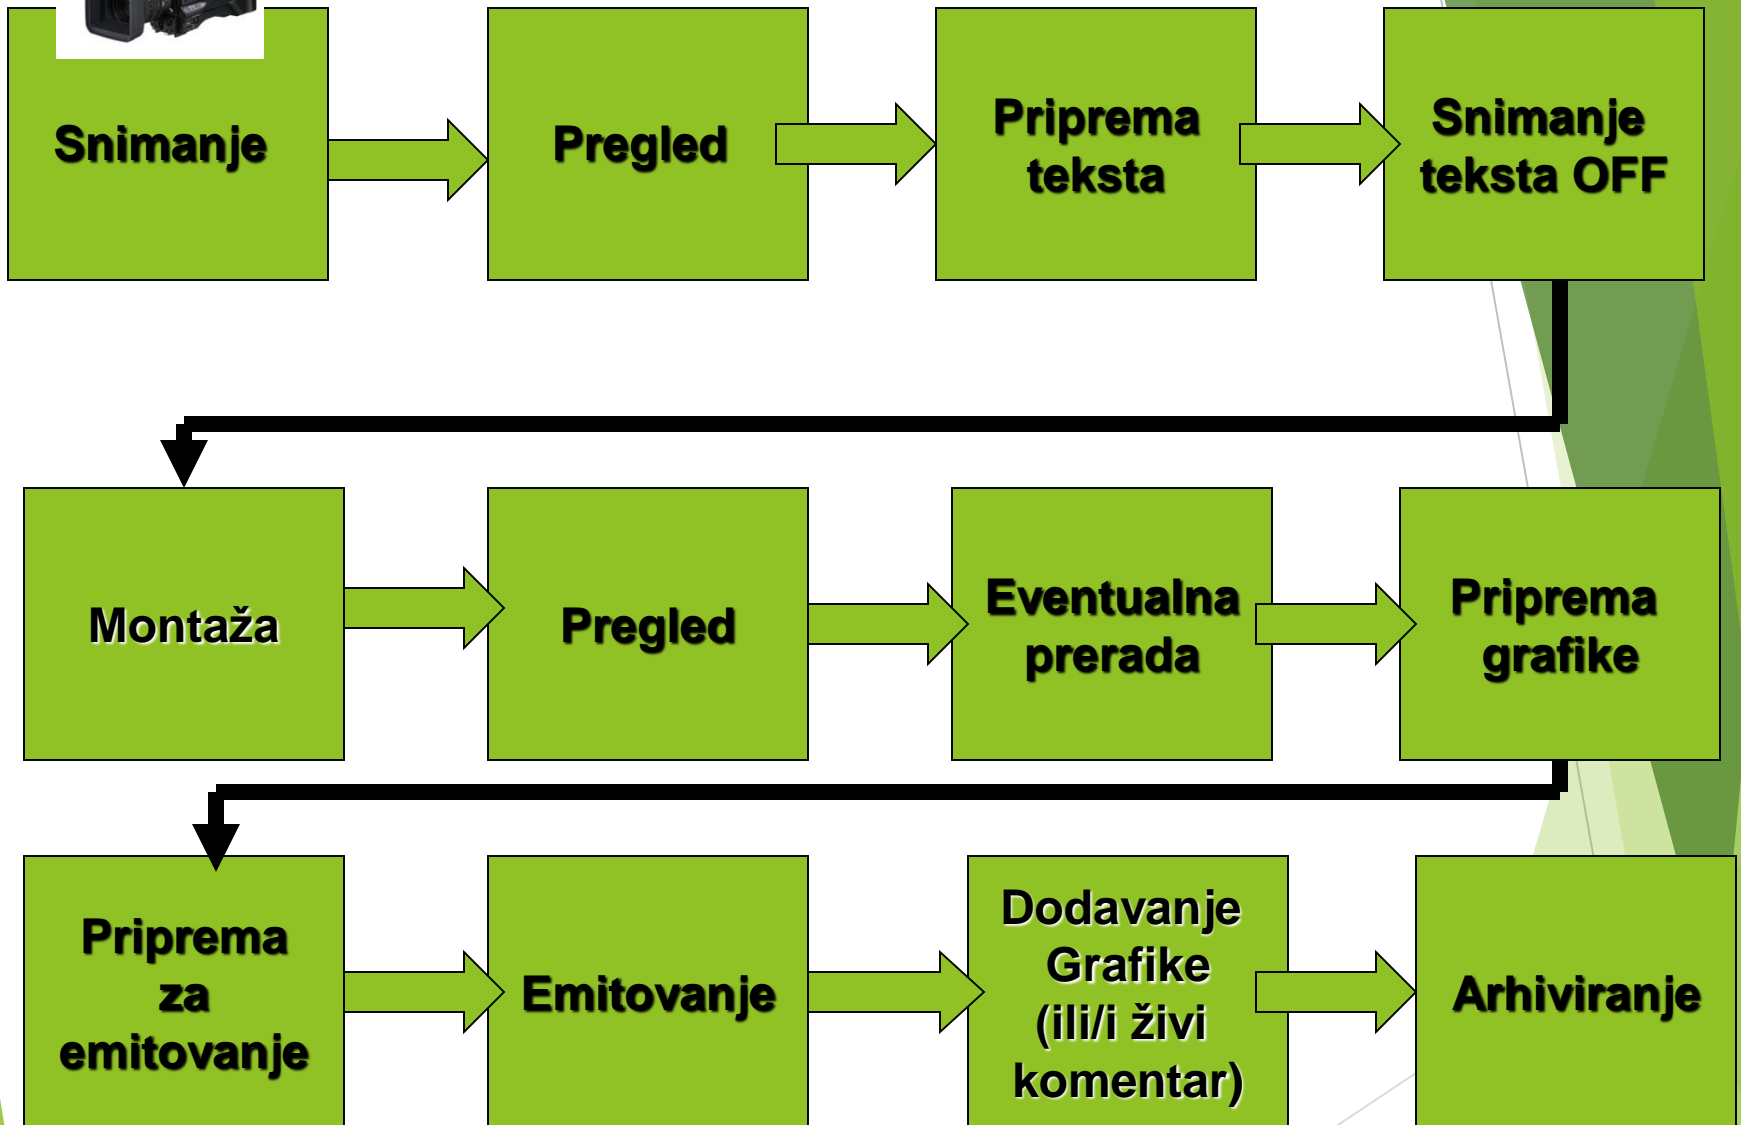 Snimanje
Pregled
Priprema
teksta
Snimanje
teksta OFF
Montaža
Pregled
Eventualna
prerada
Priprema
grafike
Priprema
za
emitovanje
Emitovanje
Dodavanje
Grafike
(ili/i živi
komentar)
Arhiviranje